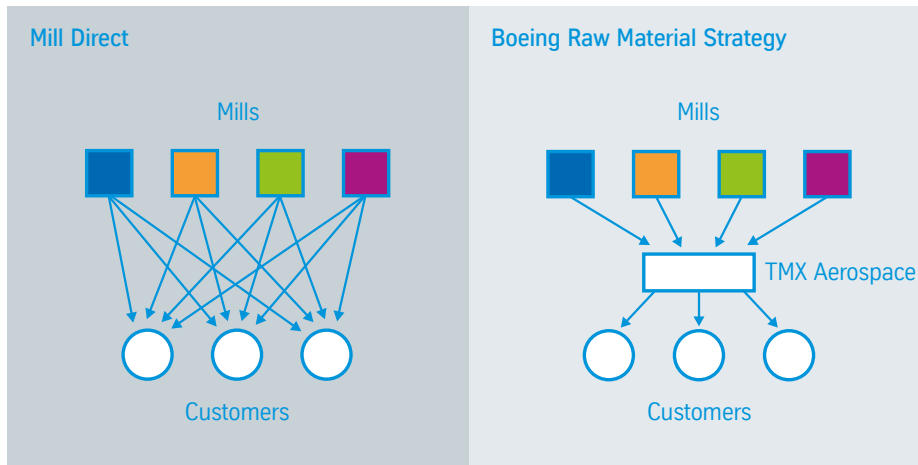 Mill Direct
Mills
Customers
Boeing Raw Material Strategy
Mills
TMX Aerospace
Customers